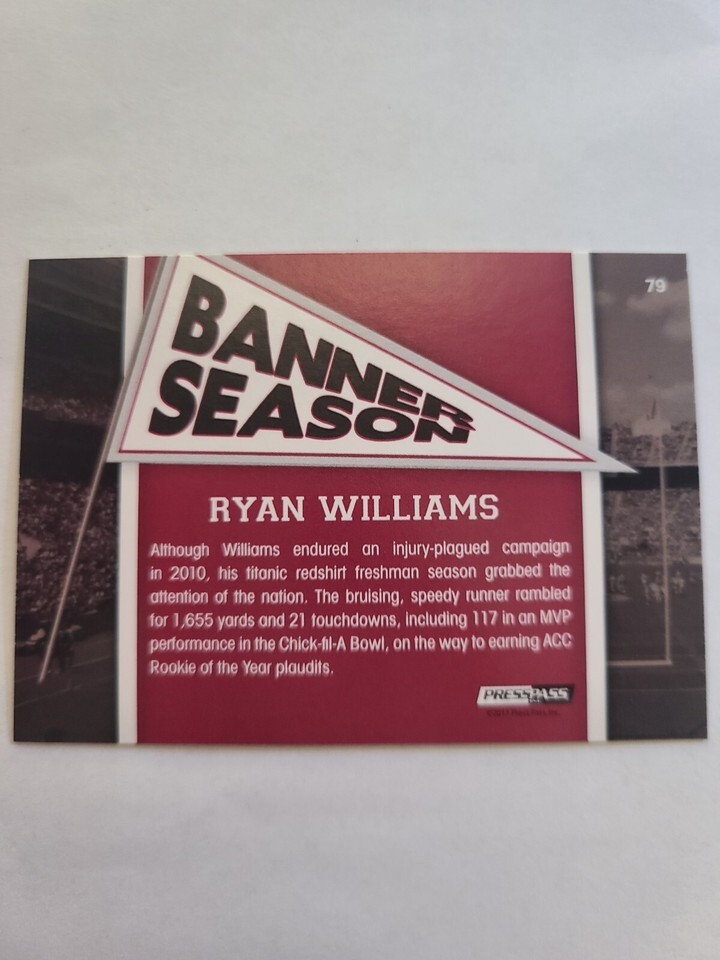 79
BANNER
SEASON
RYAN WILLIAMS
Although Williams endured an injury-plagued campaign
in 2010, his titanic redshirt freshman season grabbed the
attention of the nation. The bruising, speedy runner rambled
for 1,655 yards and 21 touchdowns, including 117 in an MVP
performance in the Chick-fil-A Bowl, on the way to earning ACC
Rookie of the Year plaudits.
PRESSPASS
©2011 Press Pass, Inc.